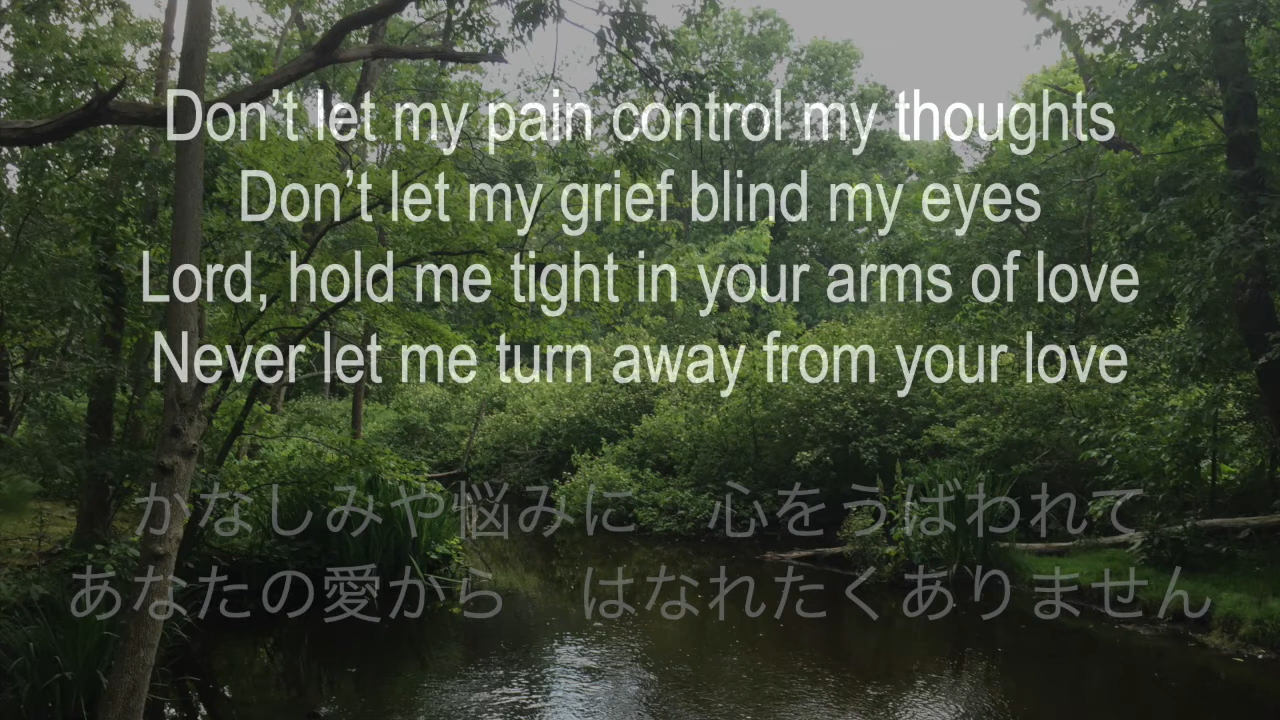 Don’t let my pain control my thoughts
Don’t let my grief blind my eyes
Lord, hold me tight in your arms of love
Never let me turn away from your love
かなしみや悩みに　心をうばわれて
あなたの愛から　はなれたくありません